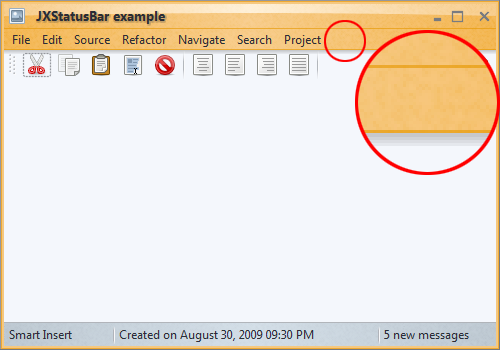 JXStatusBar example
File Edit Source Refactor Navigate Search Project
Smart Insert Created on August 30, 2009 09:30 PM 5 new messages